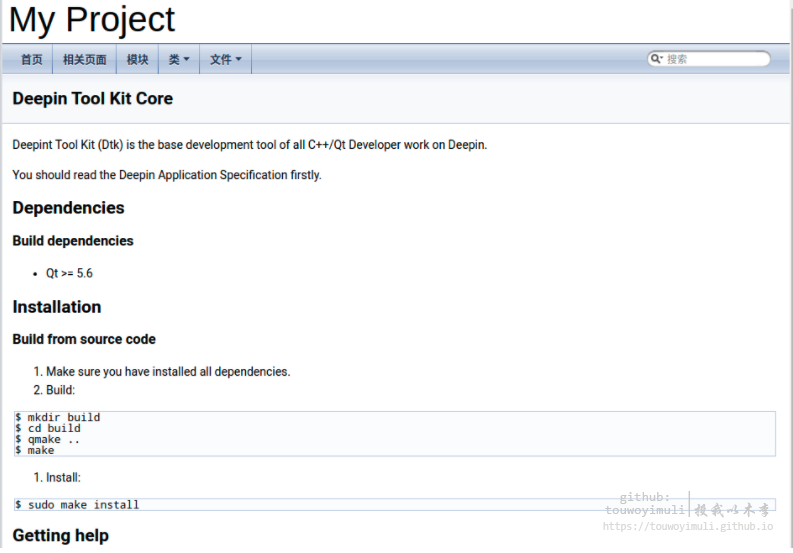 My Project
首页 相关页面 模块 类 文件 搜索
Deepin Tool Kit Core
Deepint Tool Kit (Dtk) is the base development tool of all C++/Qt Developer work on Deepin.
You should read the Deepin Application Specification firstly.
Dependencies
Build dependencies
• Qt >= 5.6
Installation
Build from source code
1. Make sure you have installed all dependencies.
2. Build:
$ mkdir build
$ cd build
$ qmake ..
$ make
1. Install:
$ sudo make install
github:
touwoyimuli 投我以木李
https://touwoyimuli.github.io
Getting help